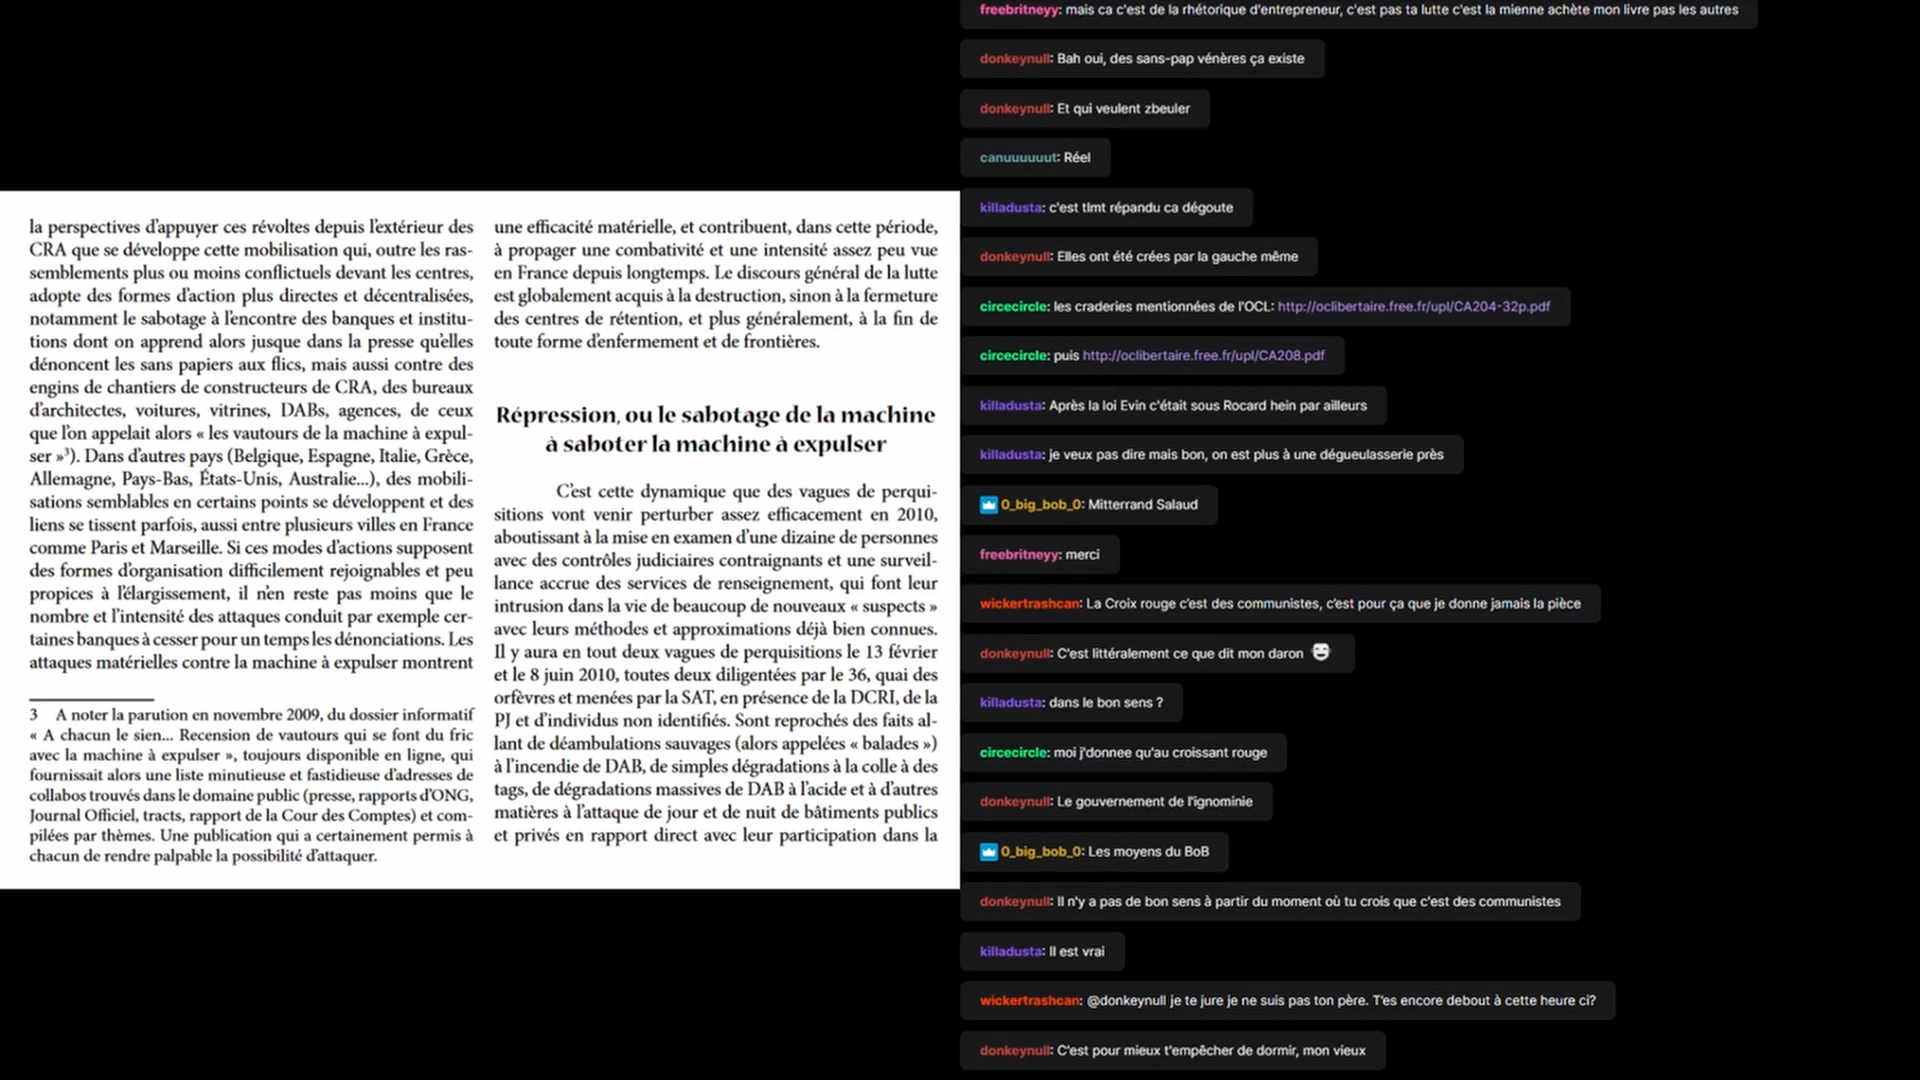 la perspectives d'appuyer ces révoltes depuis l'extérieur des
CRA que se développe cette mobilisation qui, outre les ras-
semblements plus ou moins conflictuels devant les centres,
adopte des formes d'action plus directes et décentralisées,
notamment le sabotage à l'encontre des banques et institu-
tions dont on apprend alors jusque dans la presse qu'elles
dénoncent les sans papiers aux flics, mais aussi contre des
engins de chantiers de constructeurs de CRA, des bureaux
d'architectes, voitures, vitrines, DABs, agences, de ceux
que l'on appelait alors « les vautours de la machine à expul-
ser »³). Dans d'autres pays (Belgique, Espagne, Italie, Grèce,
Allemagne, Pays-Bas, États-Unis, Australie...), des mobili-
sations semblables en certains points se développent et des
liens se tissent parfois, aussi entre plusieurs villes en France
comme Paris et Marseille. Si ces modes d'actions supposent
des formes d'organisation difficilement rejoignables et peu
propices à l'élargissement, il n'en reste pas moins que le
nombre et l'intensité des attaques conduit par exemple cer-
taines banques à cesser pour un temps les dénonciations. Les
attaques matérielles contre la machine à expulser montrent
3 A noter la parution en novembre 2009, du dossier informatif
« A chacun le sien... Recension de vautours qui se font du fric
avec la machine à expulser », toujours disponible en ligne, qui
fournissait alors une liste minutieuse et fastidieuse d'adresses de
collabos trouvés dans le domaine public (presse, rapports d'ONG,
Journal Officiel, tracts, rapport de la Cour des Comptes) et com-
pilées par thèmes. Une publication qui a certainement permis à
chacun de rendre palpable la possibilité d'attaquer.
une efficacité matérielle, et contribuent, dans cette période,
à propager une combativité et une intensité assez peu vue
en France depuis longtemps. Le discours général de la lutte
est globalement acquis à la destruction, sinon à la fermeture
des centres de rétention, et plus généralement, à la fin de
toute forme d'enfermement et de frontières.
Répression, ou le sabotage de la machine
à saboter la machine à expulser
C'est cette dynamique que des vagues de perqui-
sitions vont venir perturber assez efficacement en 2010,
aboutissant à la mise en examen d'une dizaine de personnes
avec des contrôles judiciaires contraignants et une surveil-
lance accrue des services de renseignement, qui font leur
intrusion dans la vie de beaucoup de nouveaux « suspects »
avec leurs méthodes et approximations déjà bien connues.
Il y aura en tout deux vagues de perquisitions le 13 février
et le 8 juin 2010, toutes deux diligentées par le 36, quai des
orfèvres et menées par la SAT, en présence de la DCRI, de la
PJ et d'individus non identifiés. Sont reprochés des faits al-
lant de déambulations sauvages (alors appelées « balades »)
à l'incendie de DAB, de simples dégradations à la colle à des
tags, de dégradations massives de DAB à l'acide et à d'autres
matières à l'attaque de jour et de nuit de bâtiments publics
et privés en rapport direct avec leur participation dans la
freebritneyy: mais ca c'est de la rhétorique d'entrepreneur, c'est pas ta lutte c'est la mienne achète mon livre pas les autres
donkeynull: Bah oui, des sans-pap vénères ça existe
donkeynull: Et qui veulent zbeuler
canuuuuuut: Réel
killadusta: c'est tlmt répandu ca dégoute
donkeynull: Elles ont été crées par la gauche même
circecircle: les craderies mentionnées de l'OCL: http://oclibertaire.free.fr/upl/CA204-32p.pdf
circecircle: puis http://oclibertaire.free.fr/upl/CA208.pdf
killadusta: Après la loi Evin c'était sous Rocard hein par ailleurs
killadusta: je veux pas dire mais bon, on est plus à une dégueulasserie près
0_big_bob_0: Mitterrand Salaud
freebritneyy: merci
wickertrashcan: La Croix rouge c'est des communistes, c'est pour ça que je donne jamais la pièce
donkeynull: C'est littéralement ce que dit mon daron
killadusta: dans le bon sens ?
circecircle: moi j'donnee qu'au croissant rouge
donkeynull: Le gouvernement de l'ignominie
0_big_bob_0: Les moyens du BoB
donkeynull: Il n'y a pas de bon sens à partir du moment où tu crois que c'est des communistes
killadusta: Il est vrai
wickertrashcan: @donkeynull je te jure je ne suis pas ton père. T'es encore debout à cette heure ci?
donkeynull: C'est pour mieux t'empêcher de dormir, mon vieux